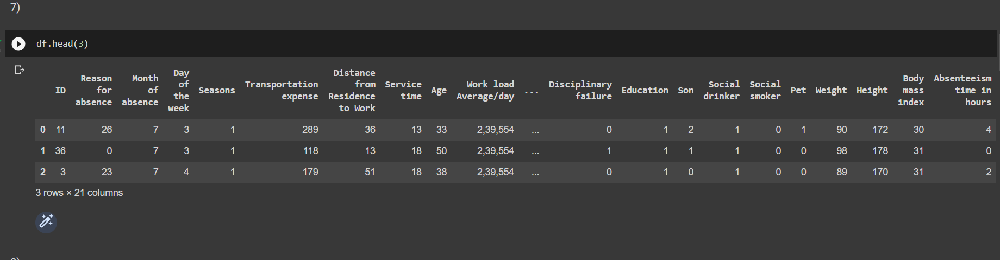 7)
df.head(3)
ID Reason for absence Month of absence Day of the week Seasons Transportation expense Distance from Residence to Work Service time Age Work load Average/day ... Disciplinary failure Education Son Social drinker Social smoker Pet Weight Height Body mass index Absenteeism time in hours
0 11 26 7 3 1 289 36 13 33 2,39,554 ... 0 1 2 1 0 1 90 172 30 4
1 36 0 7 3 1 118 13 18 50 2,39,554 ... 1 1 1 1 0 0 98 178 31 0
2 3 23 7 4 1 179 51 18 38 2,39,554 ... 0 1 0 1 0 0 89 170 31 2
3 rows × 21 columns